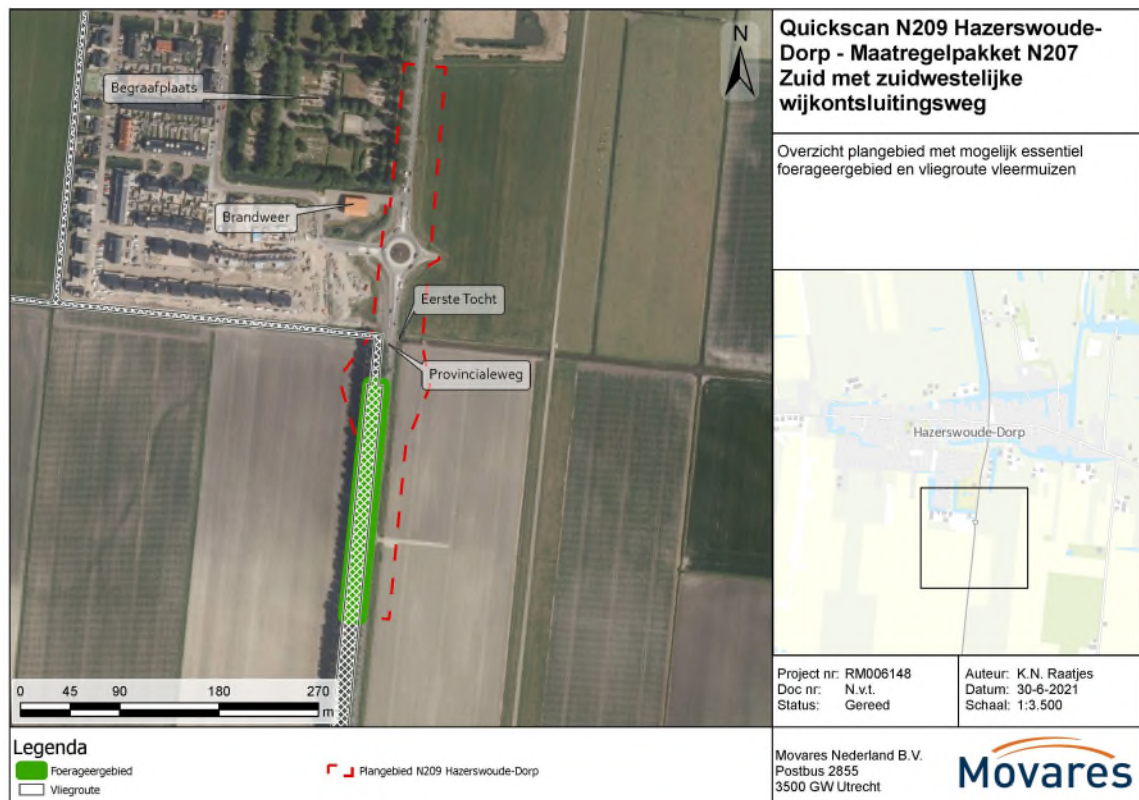 Quickscan N209 Hazerswoude-
Dorp - Maatregelpakket N207
Zuid met zuidwestelijke
wijkontsluitingsweg
Overzicht plangebied met mogelijk essentiel
foerageergebied en vliegroute vleermuizen
N
Begraafplaats
Brandweer
Eerste Tocht
Provincialeweg
Hazerswoude-Dorp
0 45 90 180 270
m
Project nr: RM006148
Doc nr: N.v.t.
Status: Gereed
Auteur: K.N. Raatjes
Datum: 30-6-2021
Schaal: 1:3.500
Legenda
Foerageergebied
Vliegroute
Plangebied N209 Hazerswoude-Dorp
Movares Nederland B.V.
Postbus 2855
3500 GW Utrecht
Movares